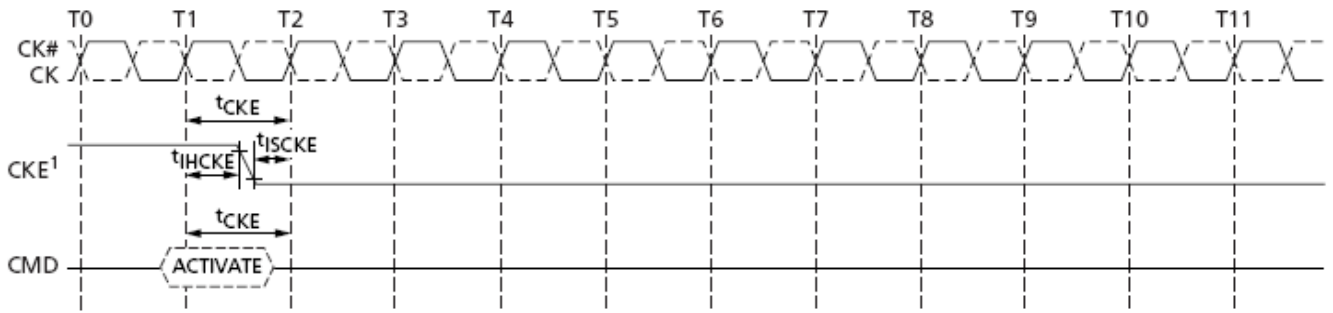 T0 T1 T2 T3 T4 T5 T6 T7 T8 T9 T10 T11
CK#
CK
tCKE
tISCKE
tIHCKE
CKE1
tCKE
CMD ACTIVATE